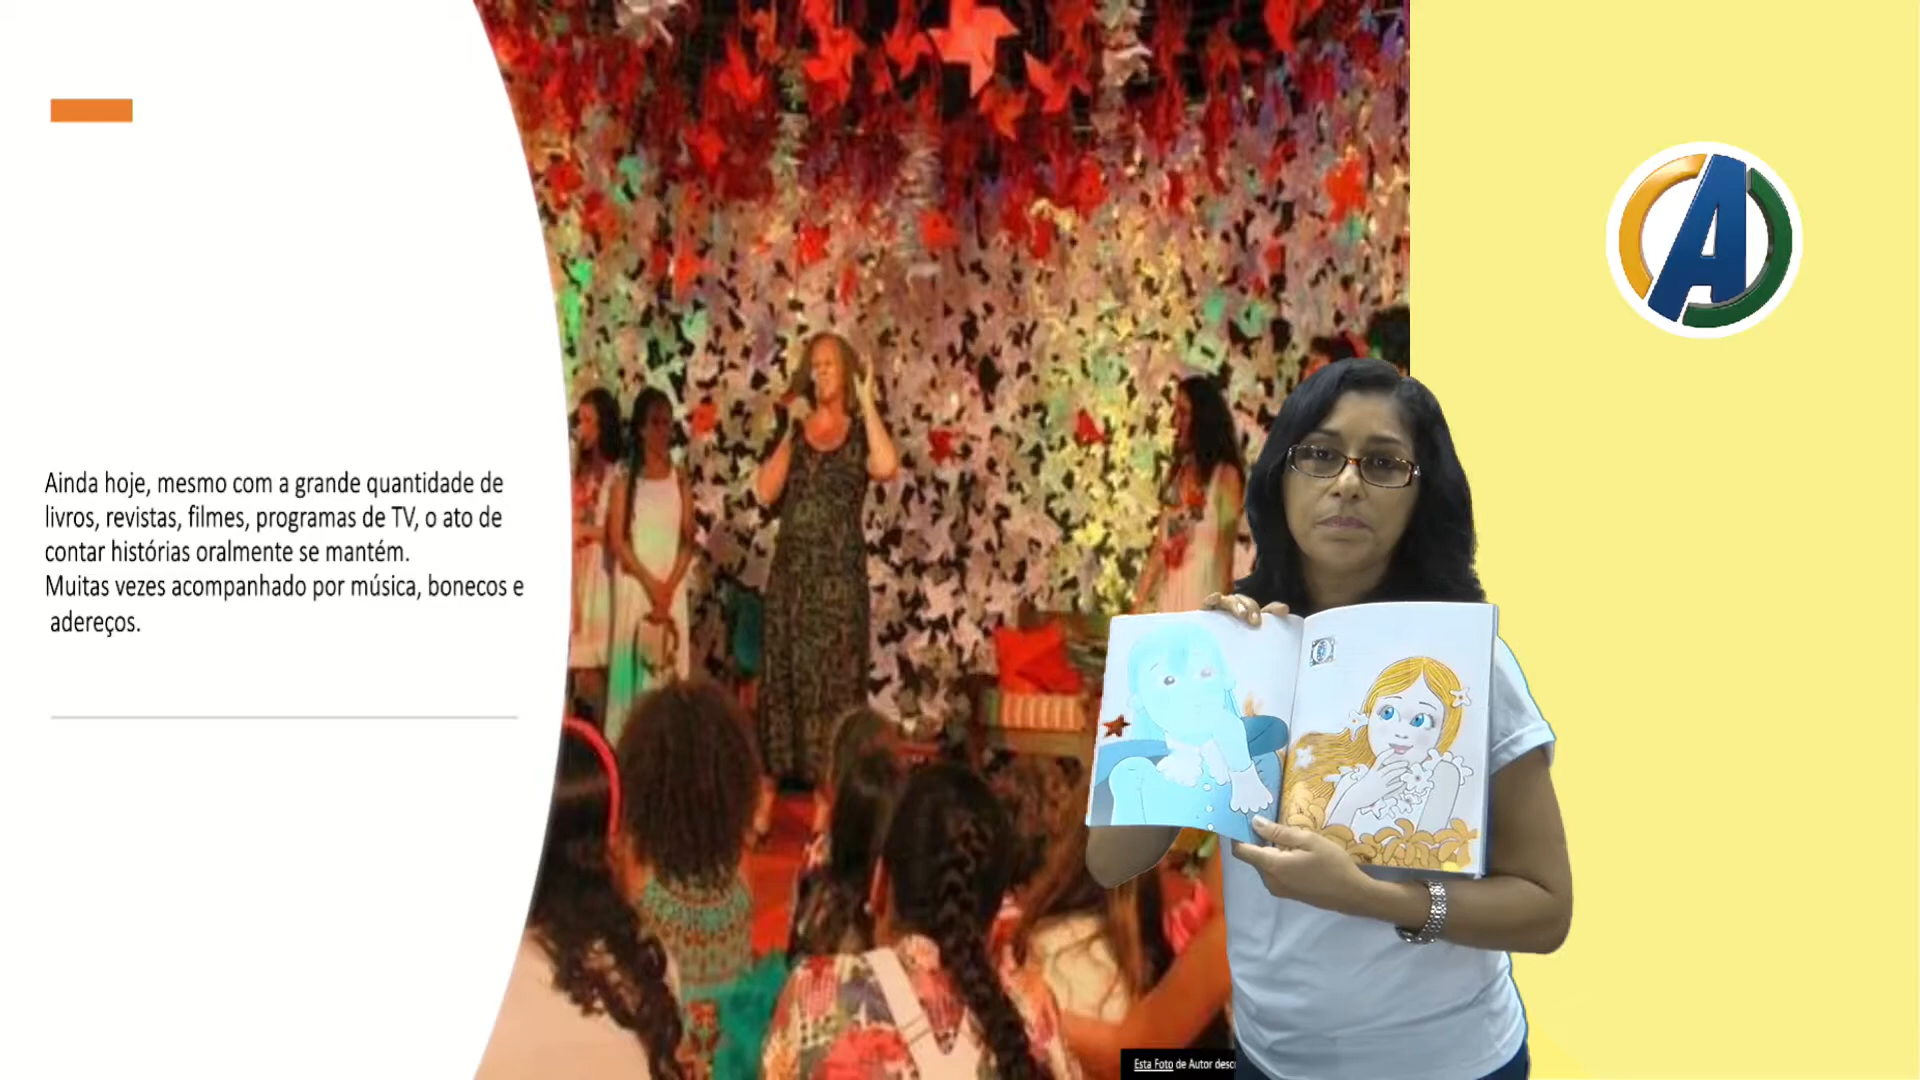 Ainda hoje, mesmo com a grande quantidade de
livros, revistas, filmes, programas de TV, o ato de
contar histórias oralmente se mantém.
Muitas vezes acompanhado por música, bonecos e
adereços.
A
Esta Foto de Autor desc